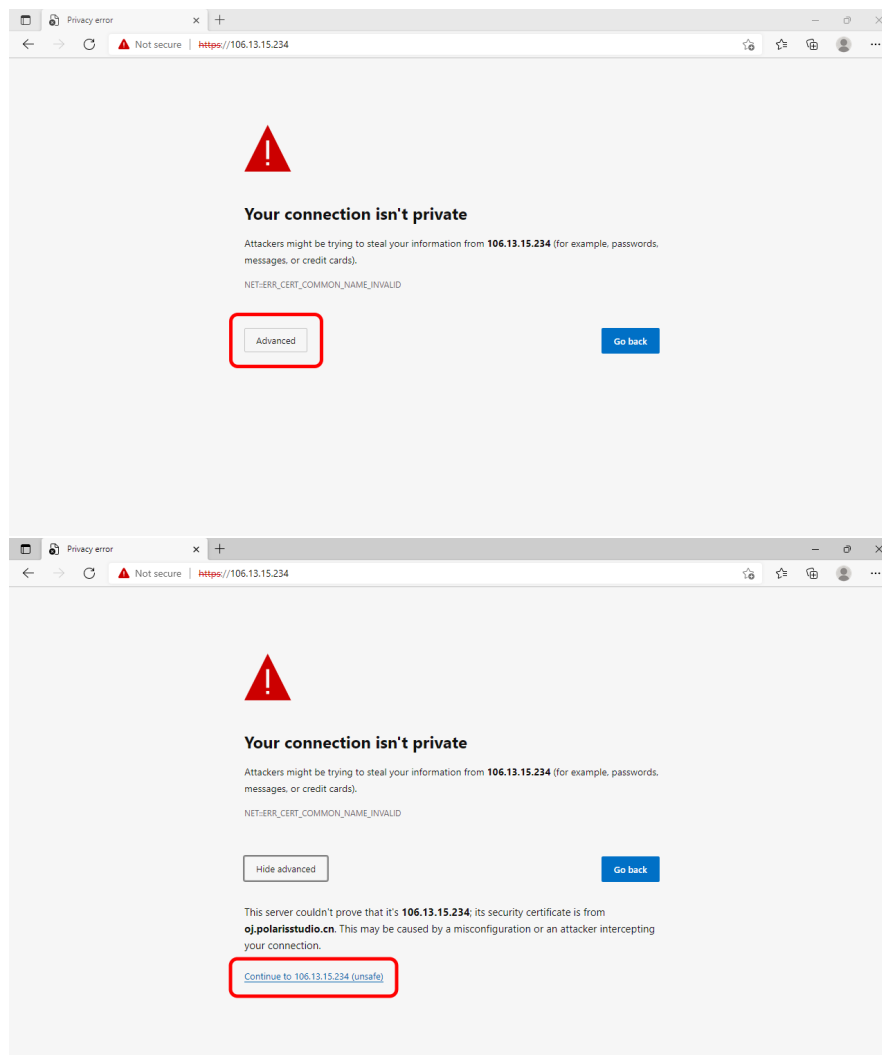 Privacy error
Not secure | https://106.13.15.234
Your connection isn't private
Attackers might be trying to steal your information from 106.13.15.234 (for example, passwords,
messages, or credit cards).
NET::ERR_CERT_COMMON_NAME_INVALID
Advanced
Go back
Privacy error
Not secure | https://106.13.15.234
Your connection isn't private
Attackers might be trying to steal your information from 106.13.15.234 (for example, passwords,
messages, or credit cards).
NET::ERR_CERT_COMMON_NAME_INVALID
Hide advanced
Go back
This server couldn't prove that it's 106.13.15.234; its security certificate is from
oj.polarisstudio.cn. This may be caused by a misconfiguration or an attacker intercepting
your connection.
Continue to 106.13.15.234 (unsafe)